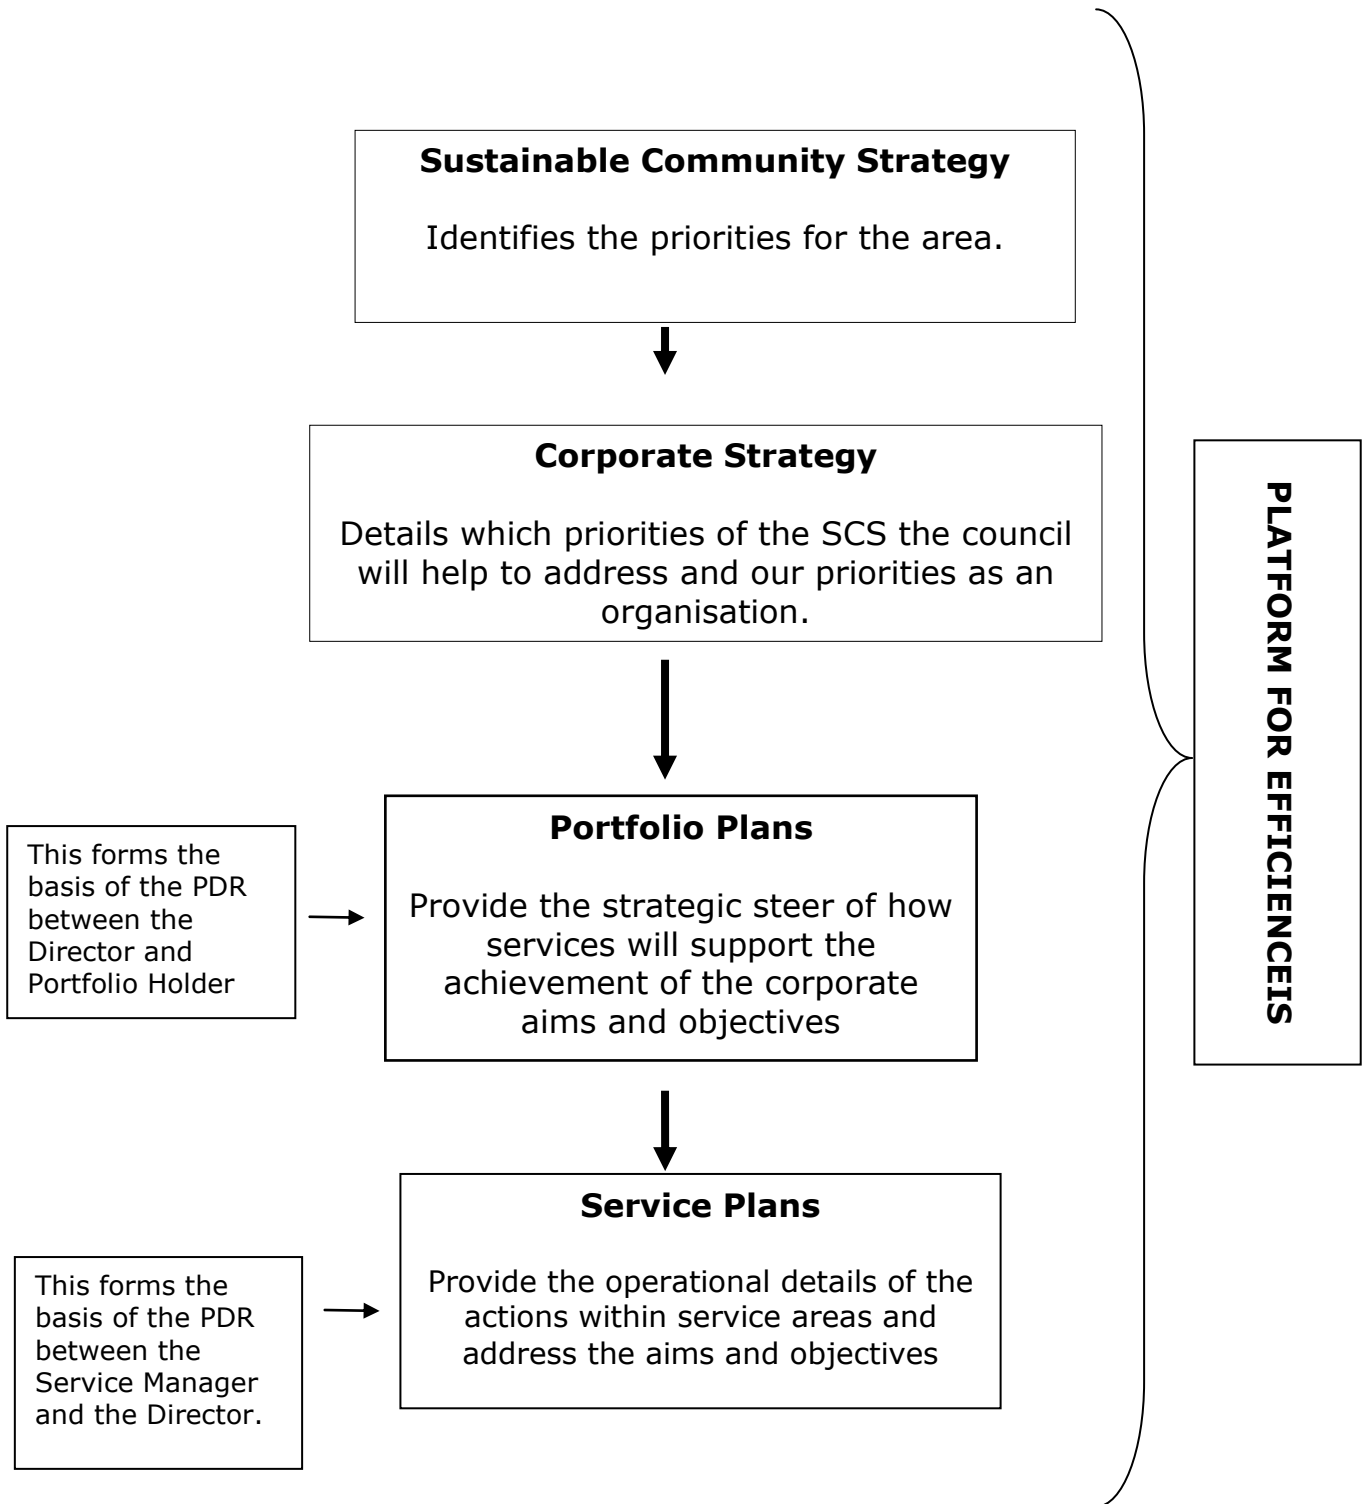 Sustainable Community Strategy
Identifies the priorities for the area.
Corporate Strategy
Details which priorities of the SCS the council
will help to address and our priorities as an
organisation.
Portfolio Plans
Provide the strategic steer of how
services will support the
achievement of the corporate
aims and objectives
This forms the
basis of the PDR
between the
Director and
Portfolio Holder
Service Plans
Provide the operational details of the
actions within service areas and
address the aims and objectives
This forms the
basis of the PDR
between the
Service Manager
and the Director.
PLATFORM FOR EFFICIENCEIS